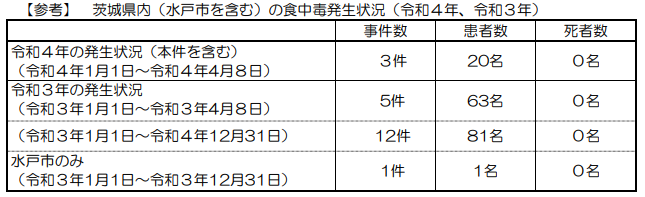 【参考】 茨城県内（水戸市を含む）の食中毒発生状況（令和４年、令和３年）
事件数 患者数 死者数
令和４年の発生状況（本件を含む）
（令和４年1月1日～令和４年4月8日） ３件 20名 ０名
令和３年の発生状況
（令和３年1月1日～令和３年4月8日） 5件 63名 ０名
（令和３年1月1日～令和４年12月31日） 12件 81名 ０名
水戸市のみ
（令和３年1月1日～令和３年12月31日） 1件 1名 ０名